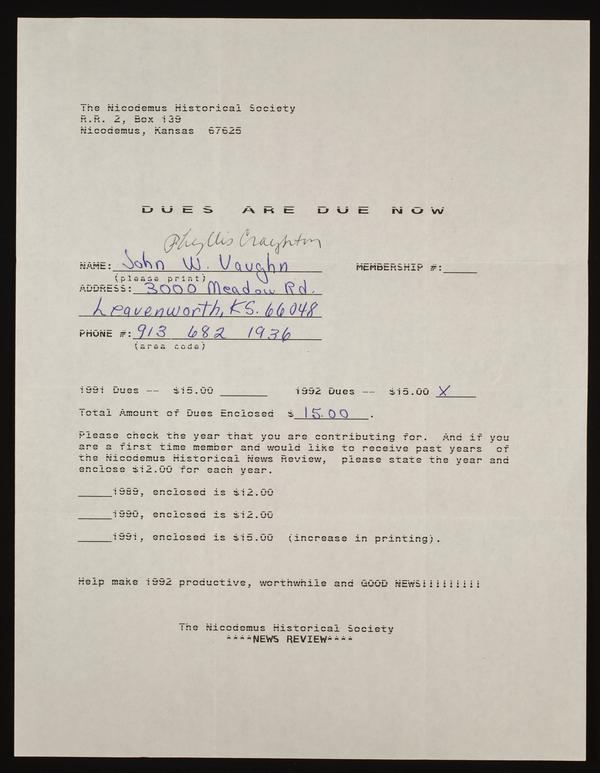 The Nicodemus Historical Society
R.R. 2, Box 139
Nicodemus, Kansas 67625
DUES ARE DUE NOW
Phyllis Craighton
NAME: John W. Vaughn MEMBERSHIP #:_____
(please print)
ADDRESS: 3000 Meadow Rd.
Leavenworth, KS. 66048
PHONE #: 913 682 1936
(area code)
1991 Dues -- $15.00 _______ 1992 Dues -- $15.00 X
Total Amount of Dues Enclosed $ 15.00 .
Please check the year that you are contributing for. And if you
are a first time member and would like to receive past years of
the Nicodemus Historical News Review, please state the year and
enclose $12.00 for each year.
_____1989, enclosed is $12.00
_____1990, enclosed is $12.00
_____1991, enclosed is $15.00 (increase in printing).
Help make 1992 productive, worthwhile and GOOD NEWS!!!!!!!!!
The Nicodemus Historical Society
****NEWS REVIEW****